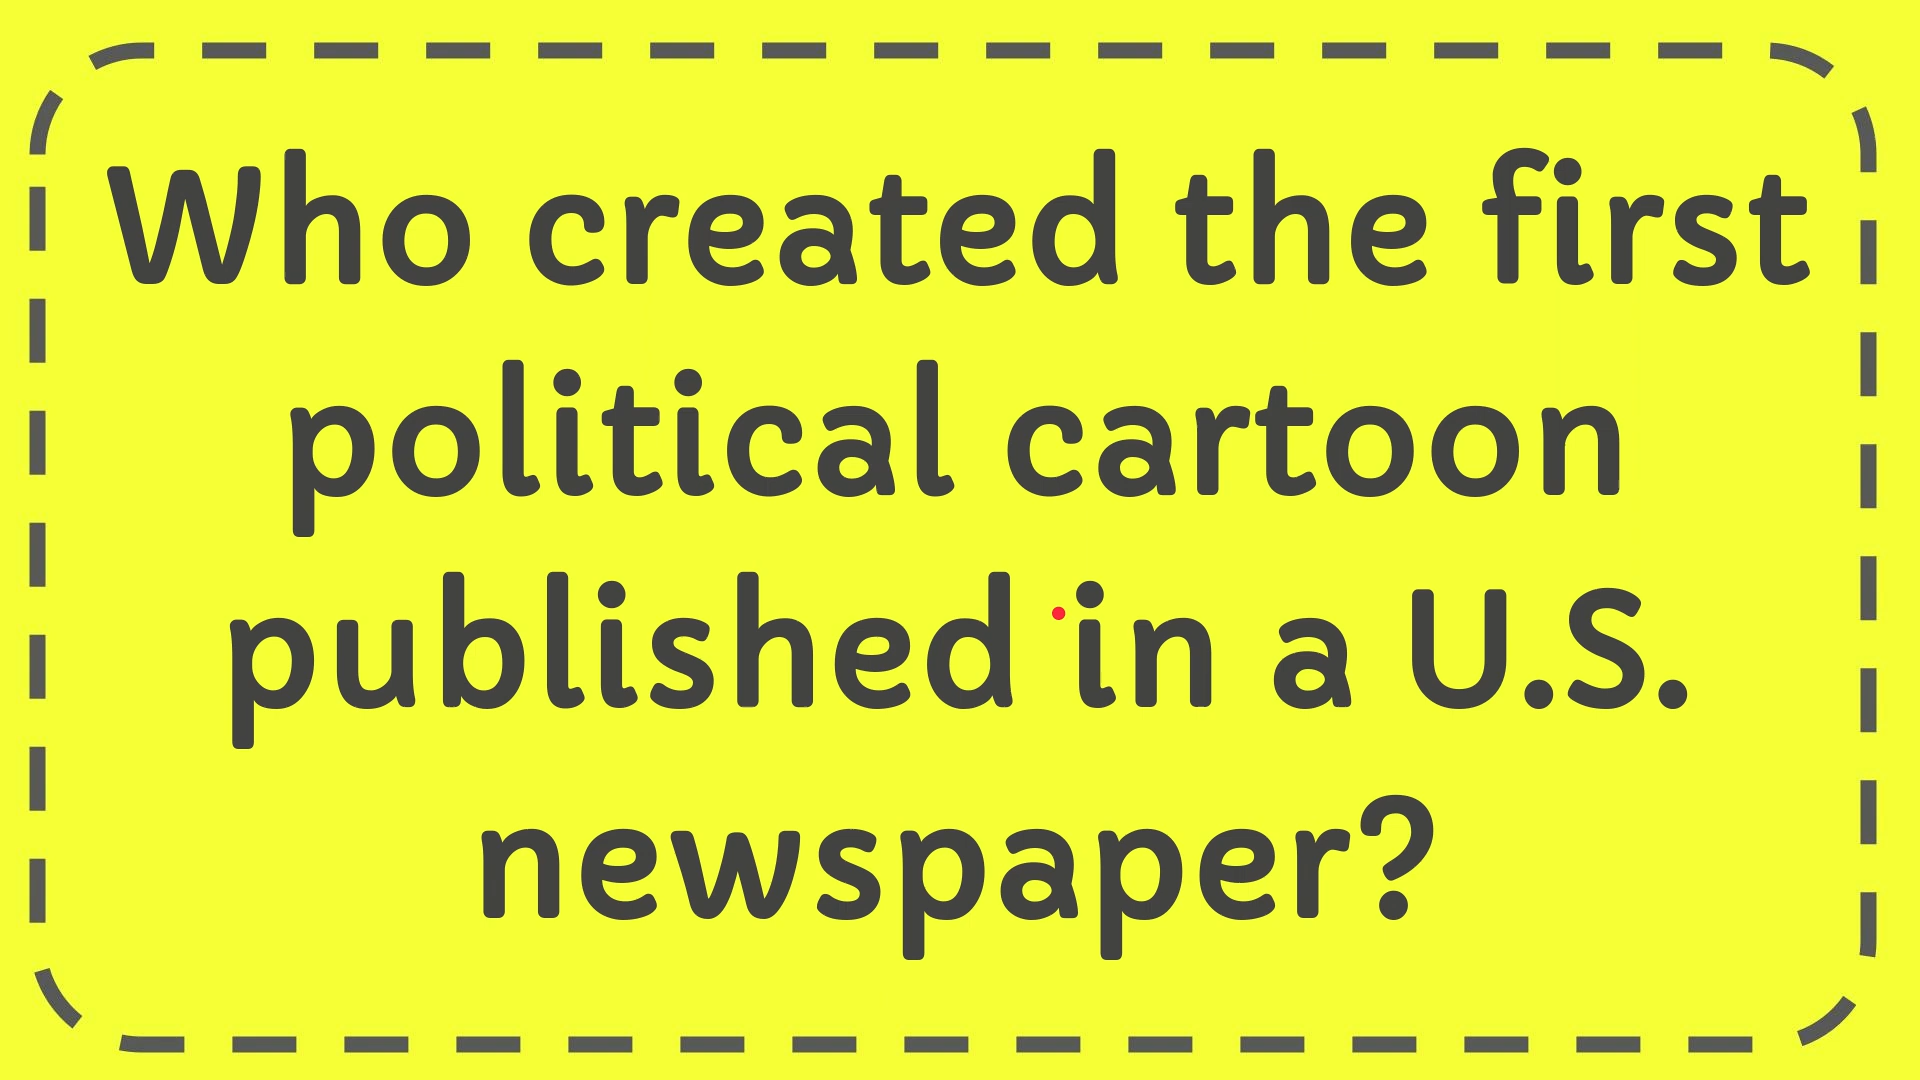 Who created the first
political cartoon
published in a U.S.
newspaper?